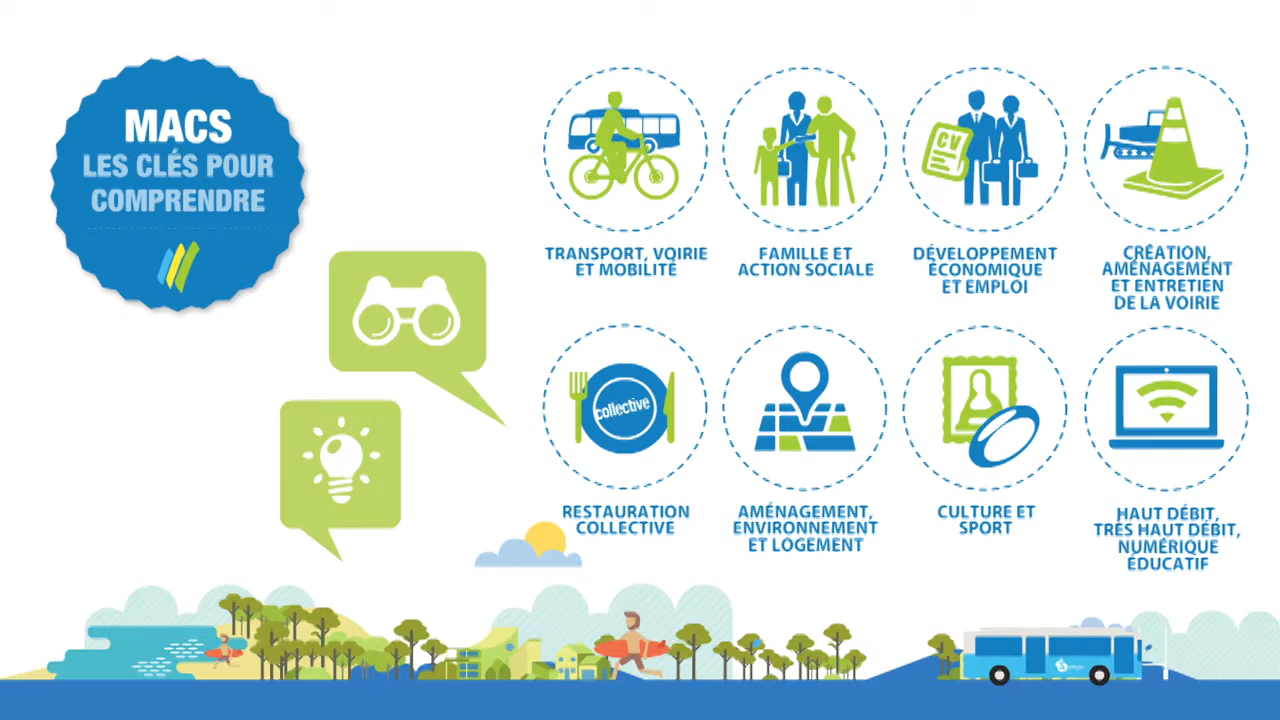 MACS
LES CLÉS POUR
COMPRENDRE
TRANSPORT, VOIRIE
ET MOBILITÉ
FAMILLE ET
ACTION SOCIALE
CV
DÉVELOPPEMENT
ÉCONOMIQUE
ET EMPLOI
CRÉATION,
AMÉNAGEMENT
ET ENTRETIEN
DE LA VOIRIE
collective
RESTAURATION
COLLECTIVE
AMÉNAGEMENT,
ENVIRONNEMENT
ET LOGEMENT
CULTURE ET
SPORT
HAUT DÉBIT,
TRÈS HAUT DÉBIT,
NUMÉRIQUE
ÉDUCATIF